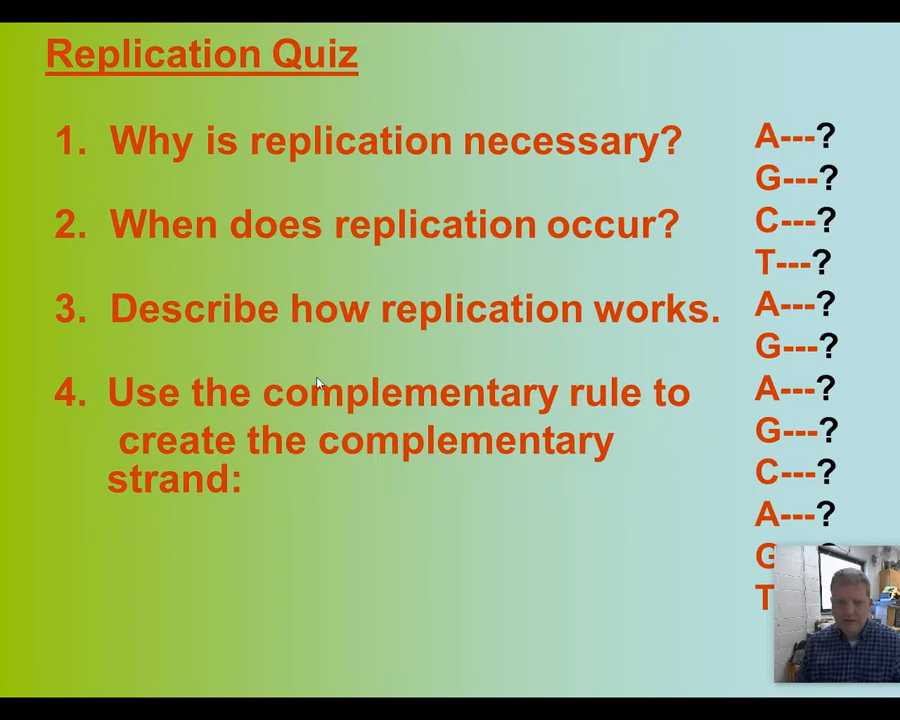 Replication Quiz
1. Why is replication necessary?
2. When does replication occur?
3. Describe how replication works.
4. Use the complementary rule to
create the complementary
strand:
A---?
G---?
C---?
T---?
A---?
G---?
A---?
G---?
C---?
A---?
G
T